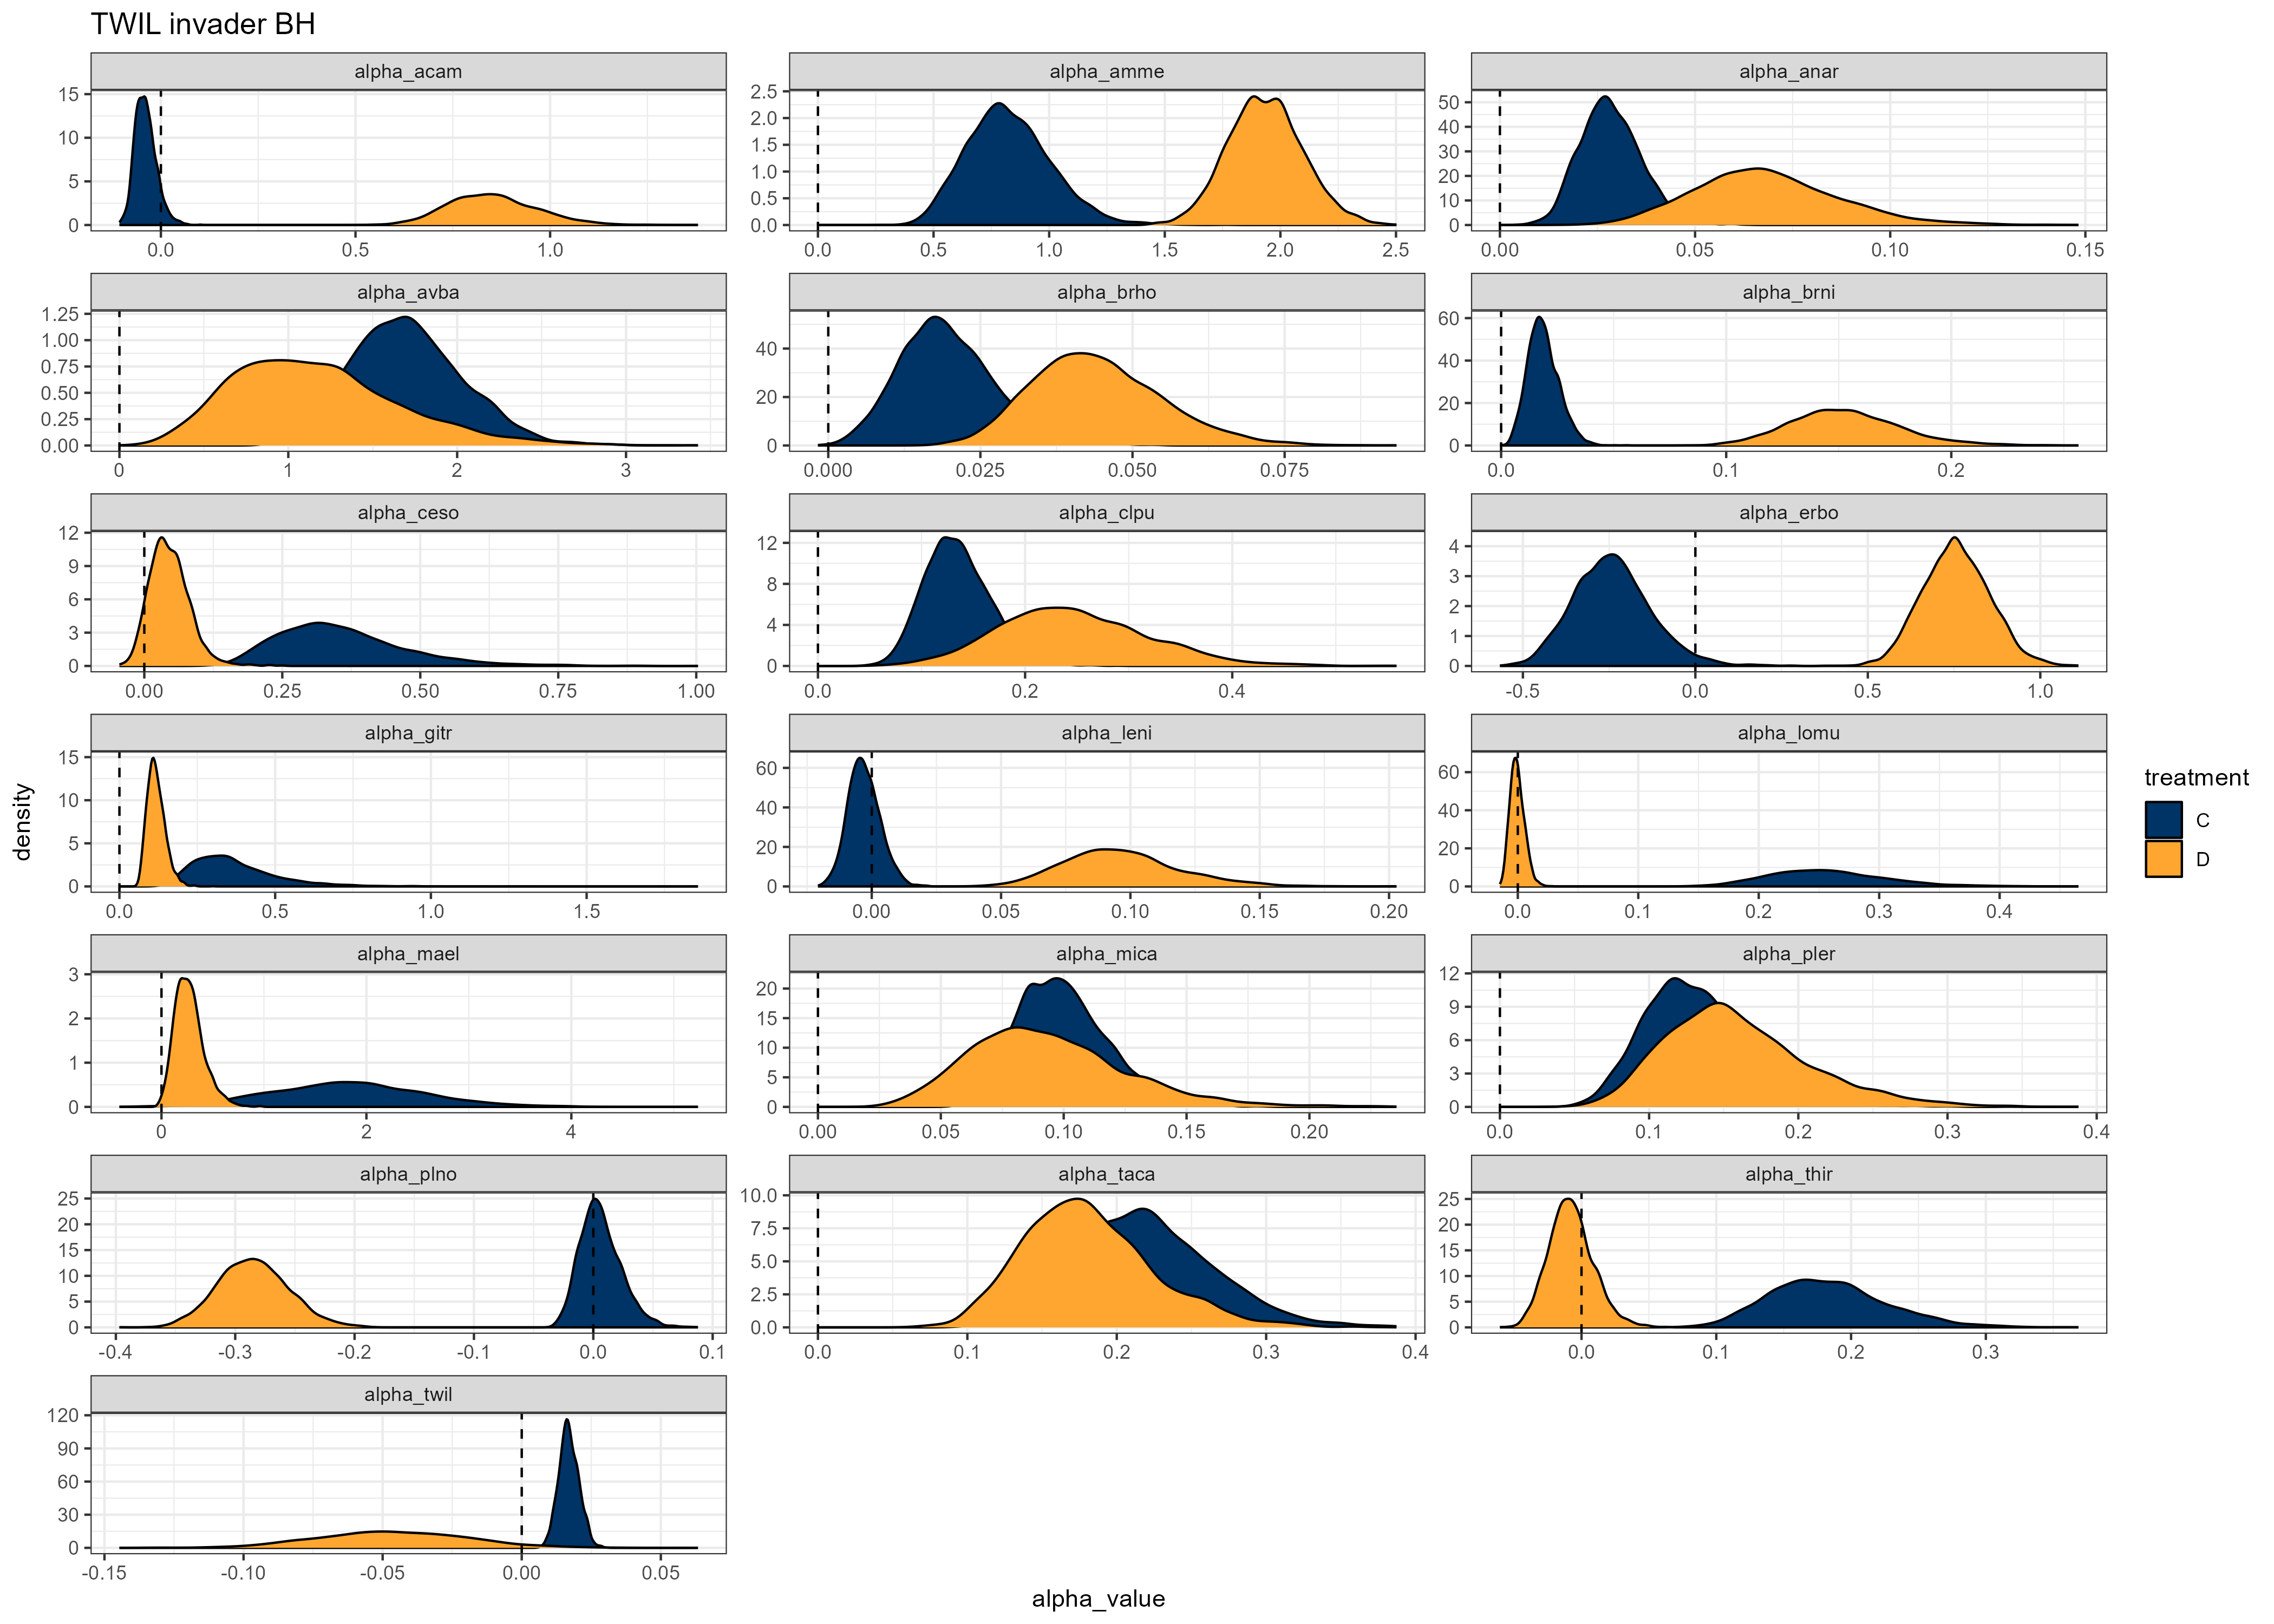 TWIL invader BH
alpha_acam
alpha_amme
alpha_anar
15
10
5
0
0.0 0.5 1.0
2.5
2.0
1.5
1.0
0.5
0.0
0.0 0.5 1.0 1.5 2.0 2.5
50
40
30
20
10
0
0.00 0.05 0.10 0.15
alpha_avba
alpha_brho
alpha_brni
1.25
1.00
0.75
0.50
0.25
0.00
0 1 2 3
40
20
0
0.000 0.025 0.050 0.075
60
40
20
0
0.0 0.1 0.2
alpha_ceso
alpha_clpu
alpha_erbo
12
9
6
3
0
0.00 0.25 0.50 0.75 1.00
12
8
4
0
0.0 0.2 0.4
4
3
2
1
0
-0.5 0.0 0.5 1.0
alpha_gitr
alpha_leni
alpha_lomu
15
10
5
0
0.0 0.5 1.0 1.5
60
40
20
0
0.00 0.05 0.10 0.15 0.20
60
40
20
0
0.0 0.1 0.2 0.3 0.4
alpha_mael
alpha_mica
alpha_pler
3
2
1
0
0 2 4
20
15
10
5
0
0.00 0.05 0.10 0.15 0.20
12
9
6
3
0
0.0 0.1 0.2 0.3 0.4
alpha_plno
alpha_taca
alpha_thir
25
20
15
10
5
0
-0.4 -0.3 -0.2 -0.1 0.0 0.1
10.0
7.5
5.0
2.5
0.0
0.0 0.1 0.2 0.3 0.4
25
20
15
10
5
0
0.0 0.1 0.2 0.3
alpha_twil
120
90
60
30
0
-0.15 -0.10 -0.05 0.00 0.05
density
alpha_value
treatment
C
D